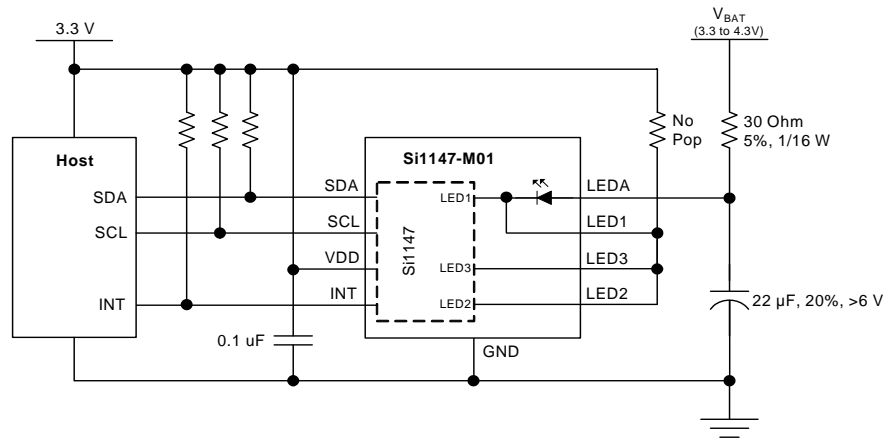 3.3 V
V_BAT
(3.3 to 4.3V)
No
Pop
30 Ohm
5%, 1/16 W
Host
Si1147-M01
SDA
SDA
LED1
LEDA
SCL
SCL
LED1
Si1147
VDD
LED3
LED3
INT
INT
LED2
LED2
22 µF, 20%, >6 V
0.1 uF
GND